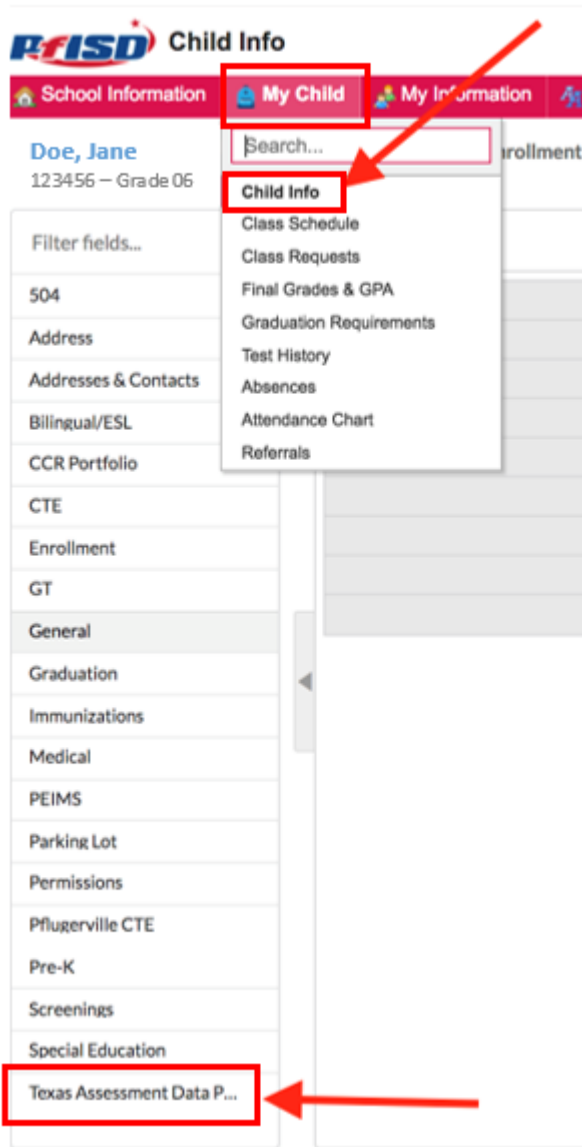 PfISD Child Info
School Information My Child My Information
Doe, Jane
123456 – Grade 06
Search...
Child Info
Class Schedule
Class Requests
Final Grades & GPA
Graduation Requirements
Test History
Absences
Attendance Chart
Referrals
Filter fields...
504
Address
Addresses & Contacts
Bilingual/ESL
CCR Portfolio
CTE
Enrollment
GT
General
Graduation
Immunizations
Medical
PEIMS
Parking Lot
Permissions
Pflugerville CTE
Pre-K
Screenings
Special Education
Texas Assessment Data P...